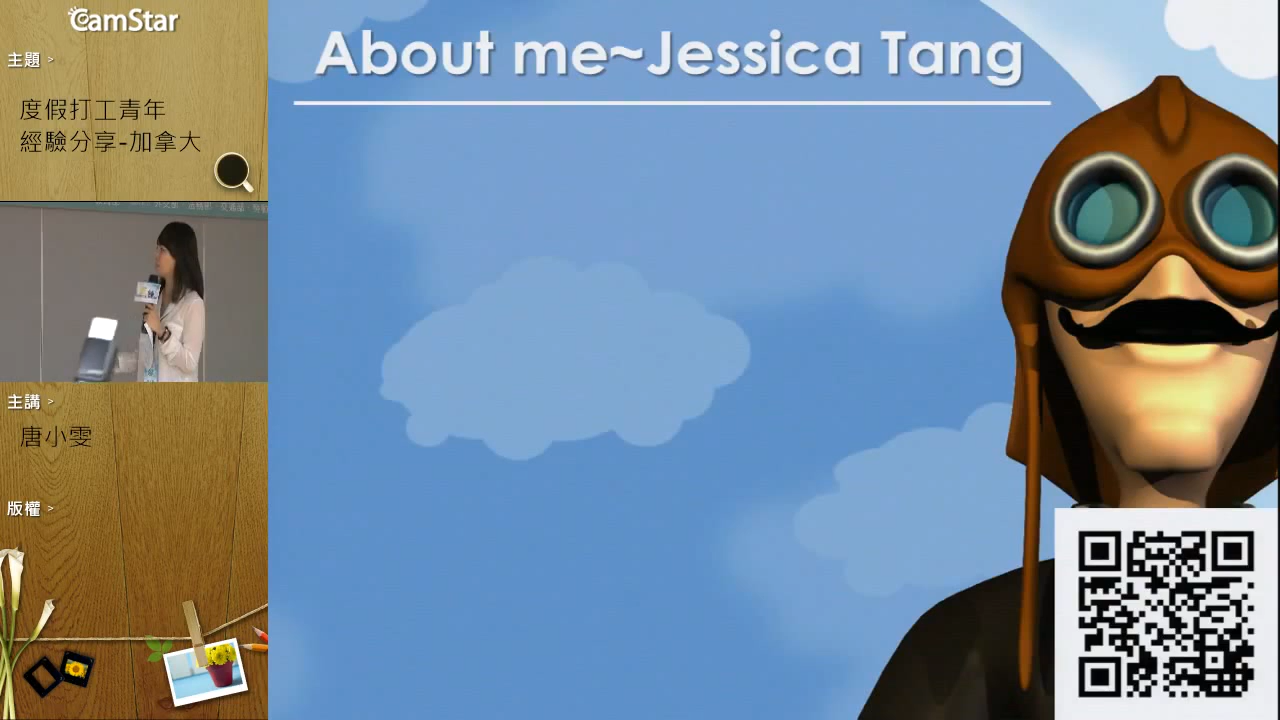 CamStar
主題 >
度假打工青年
經驗分享-加拿大
主講 >
唐小雯
版權 >
About me~Jessica Tang